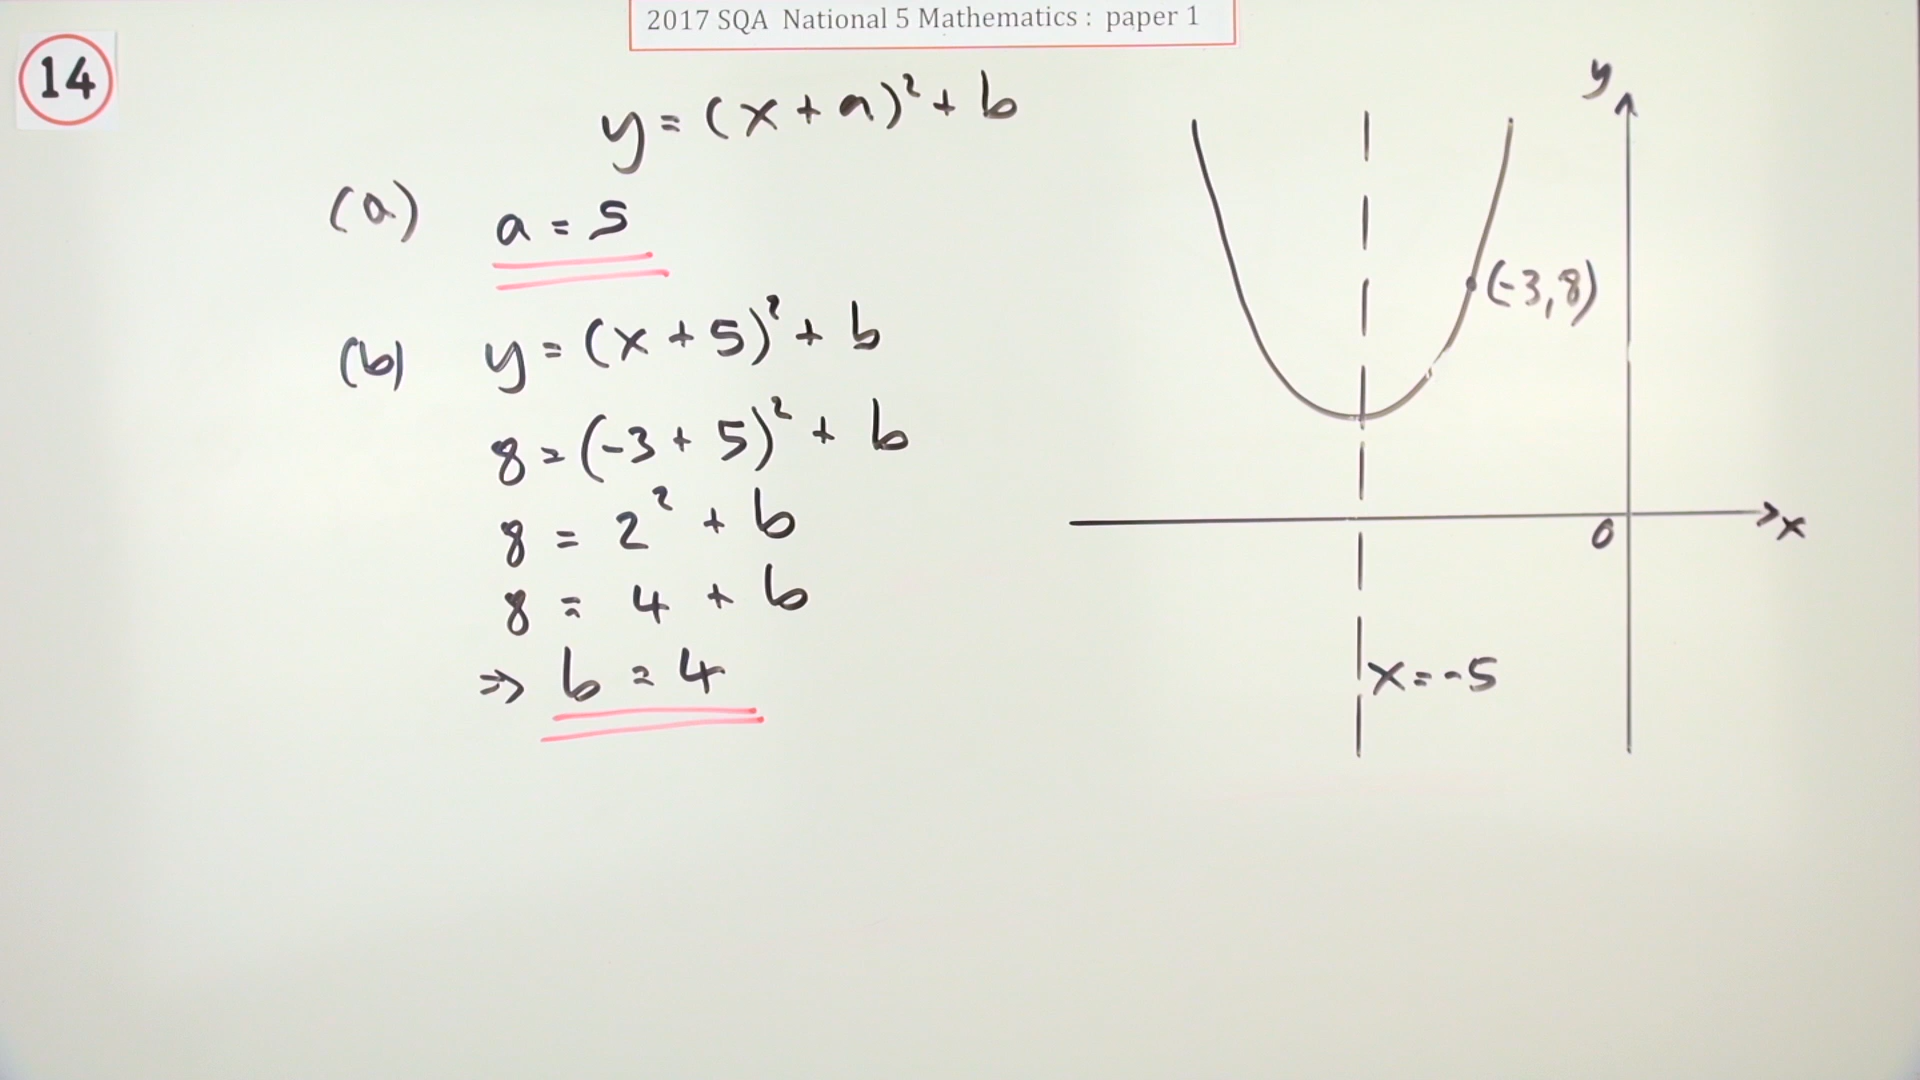 2017 SQA National 5 Mathematics : paper 1
14
y = (x + a)² + b
(a) a = 5
(b) y = (x + 5)² + b
8 = (-3 + 5)² + b
8 = 2² + b
8 = 4 + b
⇒ b = 4
y
(-3, 8)
0
x
x = -5